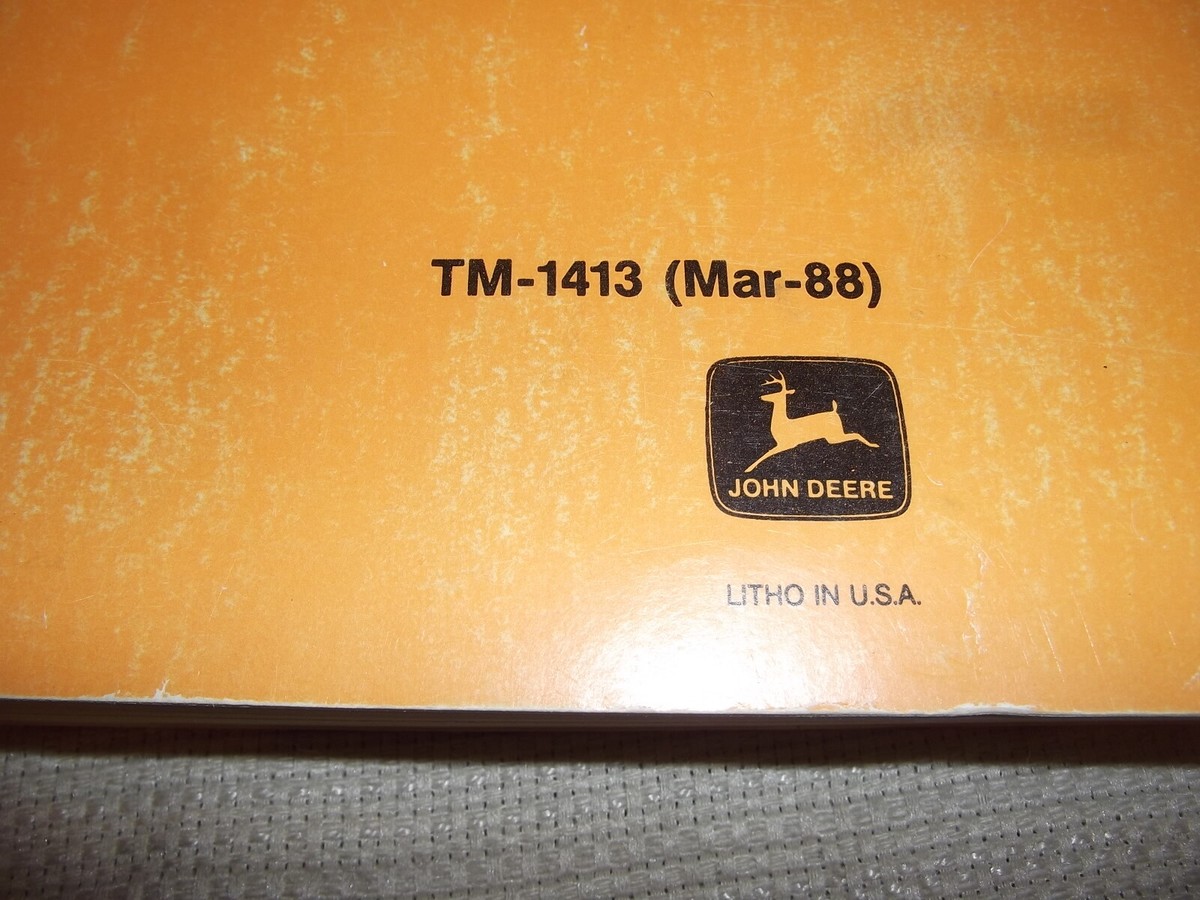 TM-1413 (Mar-88)
JOHN DEERE
LITHO IN U.S.A.